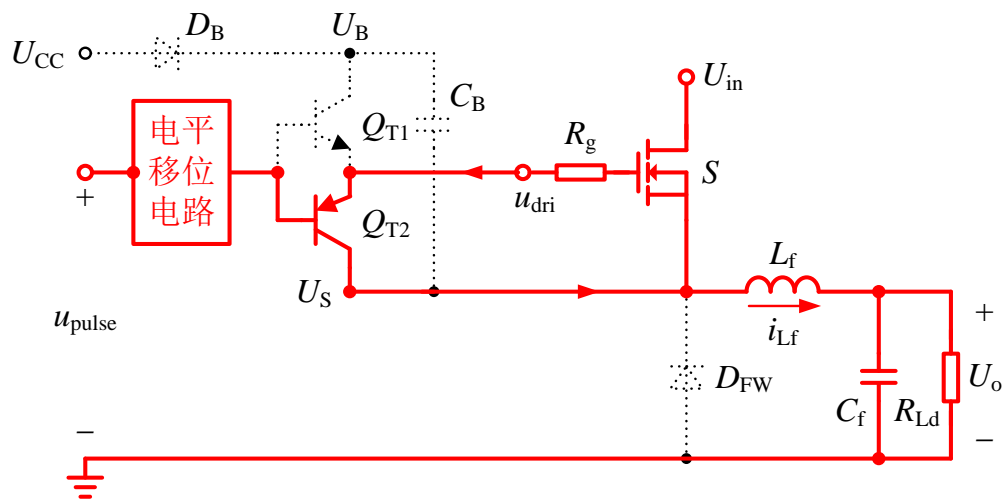 D_B
U_B
U_CC
U_in
C_B
电平
移位
电路
Q_T1
R_g
S
+
u_dri
Q_T2
L_f
U_S
+
u_pulse
i_Lf
D_FW
U_o
C_f
R_Ld
−
−